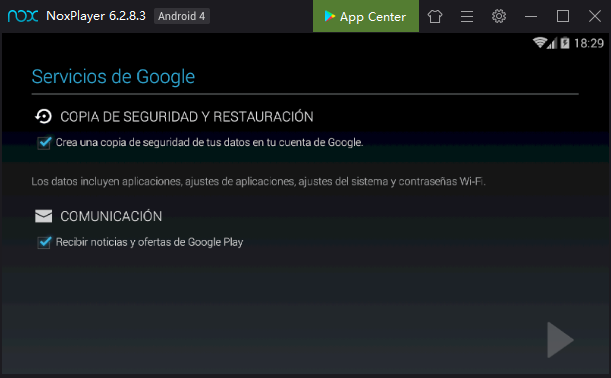 nox NoxPlayer 6.2.8.3 Android 4 App Center
18:29
Servicios de Google
COPIA DE SEGURIDAD Y RESTAURACIÓN
Crea una copia de seguridad de tus datos en tu cuenta de Google.
Los datos incluyen aplicaciones, ajustes de aplicaciones, ajustes del sistema y contraseñas Wi-Fi.
COMUNICACIÓN
Recibir noticias y ofertas de Google Play